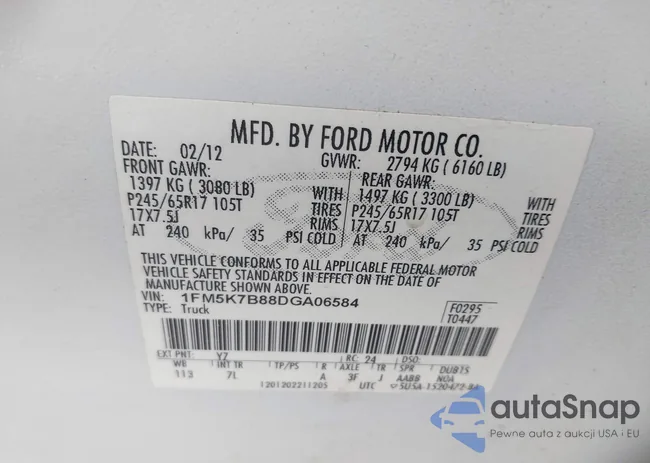 MFD. BY FORD MOTOR CO.
DATE: 02/12 GVWR: 2794 KG ( 6160 LB)
FRONT GAWR: REAR GAWR:
1397 KG ( 3080 LB) WITH 1497 KG ( 3300 LB) WITH
P245/65R17 105T TIRES P245/65R17 105T TIRES
17X7.5J RIMS 17X7.5J RIMS
AT 240 kPa/ 35 PSI COLD AT 240 kPa/ 35 PSI COLD
THIS VEHICLE CONFORMS TO ALL APPLICABLE FEDERAL MOTOR
VEHICLE SAFETY STANDARDS IN EFFECT ON THE DATE OF
MANUFACTURE SHOWN ABOVE.
VIN: 1FM5K7B88DGA06584 F0295
TYPE: Truck T0447
EXT PNT: YZ RC: 24 DSO:
WB INT TR TP/PS R AXLE TR SPR DUBTS
113 7L A 3F J AABB NOA
1201202211205 UTC
Ford
autoSnap
Pewne auta z aukcji USA i EU